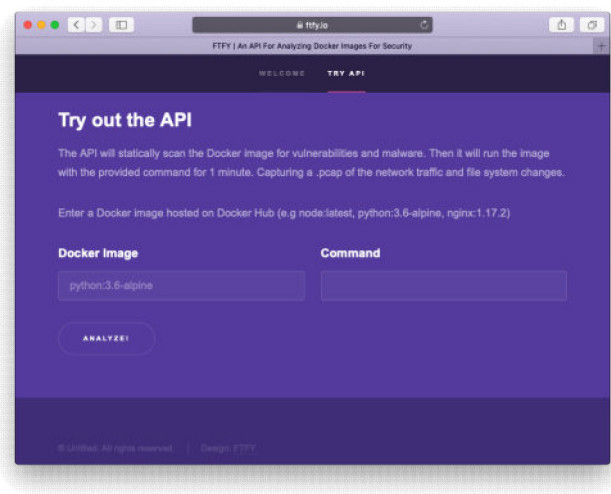 ftfy.io
FTFY | An API For Analyzing Docker Images For Security
WELCOME TRY API
Try out the API
The API will statically scan the Docker image for vulnerabilities and malware. Then it will run the image
with the provided command for 1 minute. Capturing a .pcap of the network traffic and file system changes.
Enter a Docker image hosted on Docker Hub (e.g node:latest, python:3.6-alpine, nginx:1.17.2)
Docker Image Command
python:3.6-alpine
ANALYZE!
© Untitled. All rights reserved. Design: FTFY